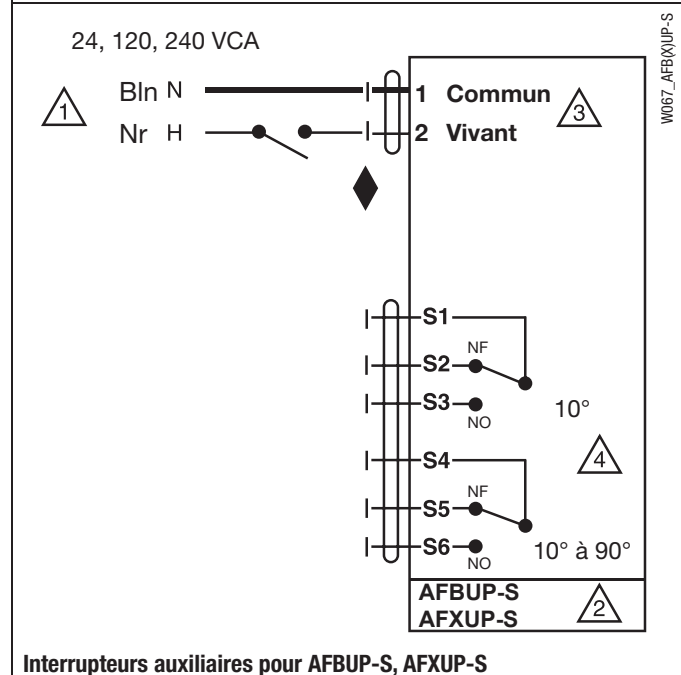 24, 120, 240 VCA
W067_AFB(X)UP-S
1
Bln N
1 Commun
3
Nr H
2 Vivant
S1
NF
S2
S3
NO
10°
S4
4
NF
S5
S6
NO
10° à 90°
AFBUP-S
AFXUP-S
2
Interrupteurs auxiliaires pour AFBUP-S, AFXUP-S